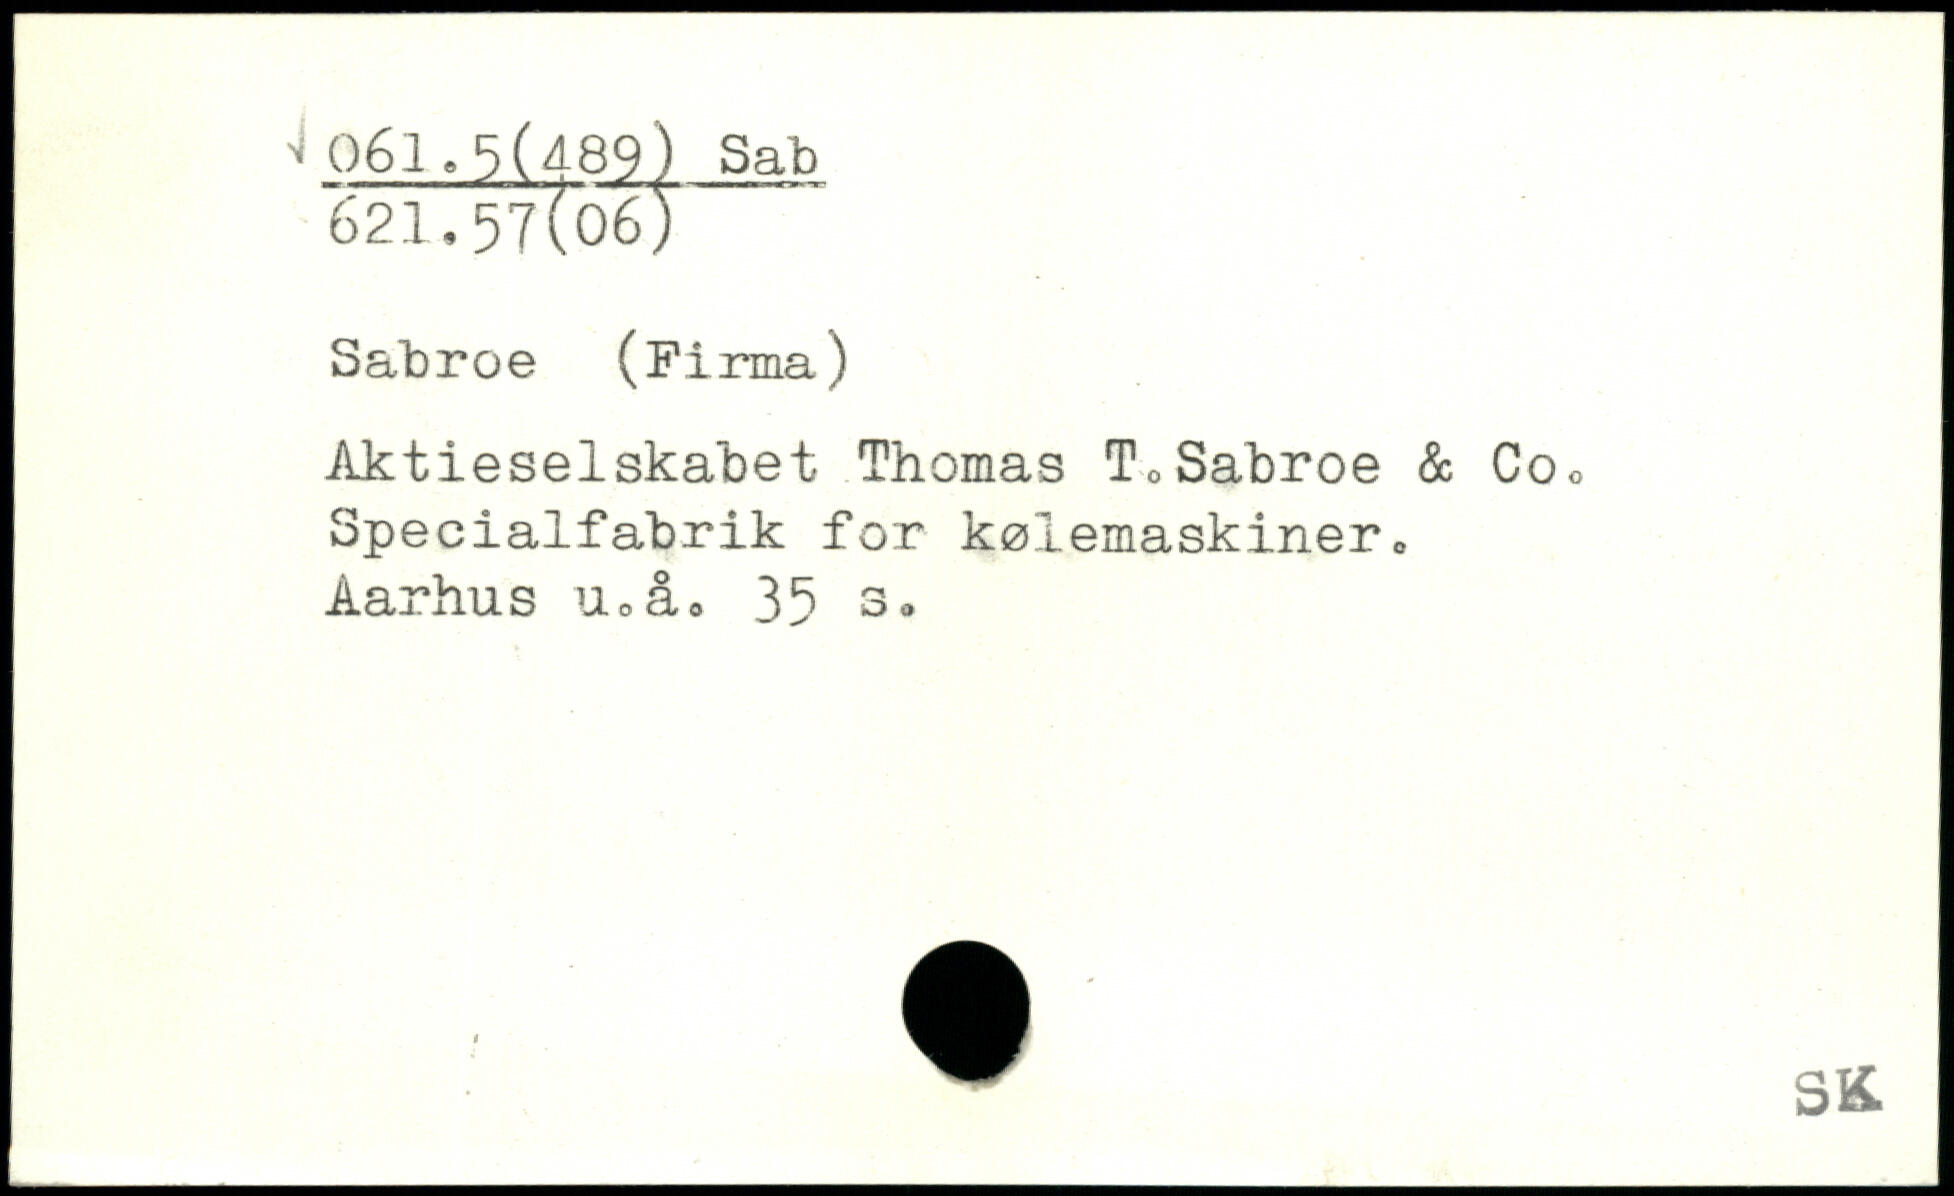 061.5(489) Sab
621.57(06)
Sabroe (Firma)
Aktieselskabet Thomas T.Sabroe & Co.
Specialfabrik for kølemaskiner.
Aarhus u.å. 35 s.
SK